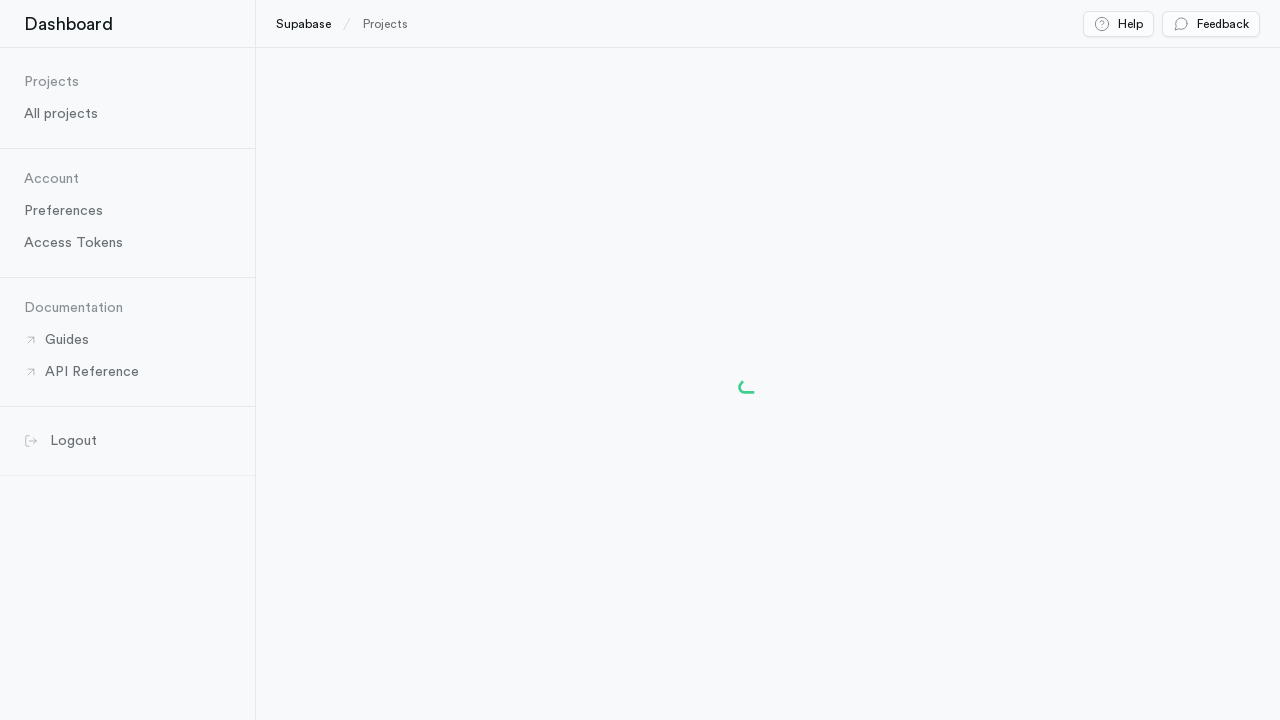 Dashboard
Supabase / Projects
Help
Feedback
Projects
All projects
Account
Preferences
Access Tokens
Documentation
Guides
API Reference
Logout